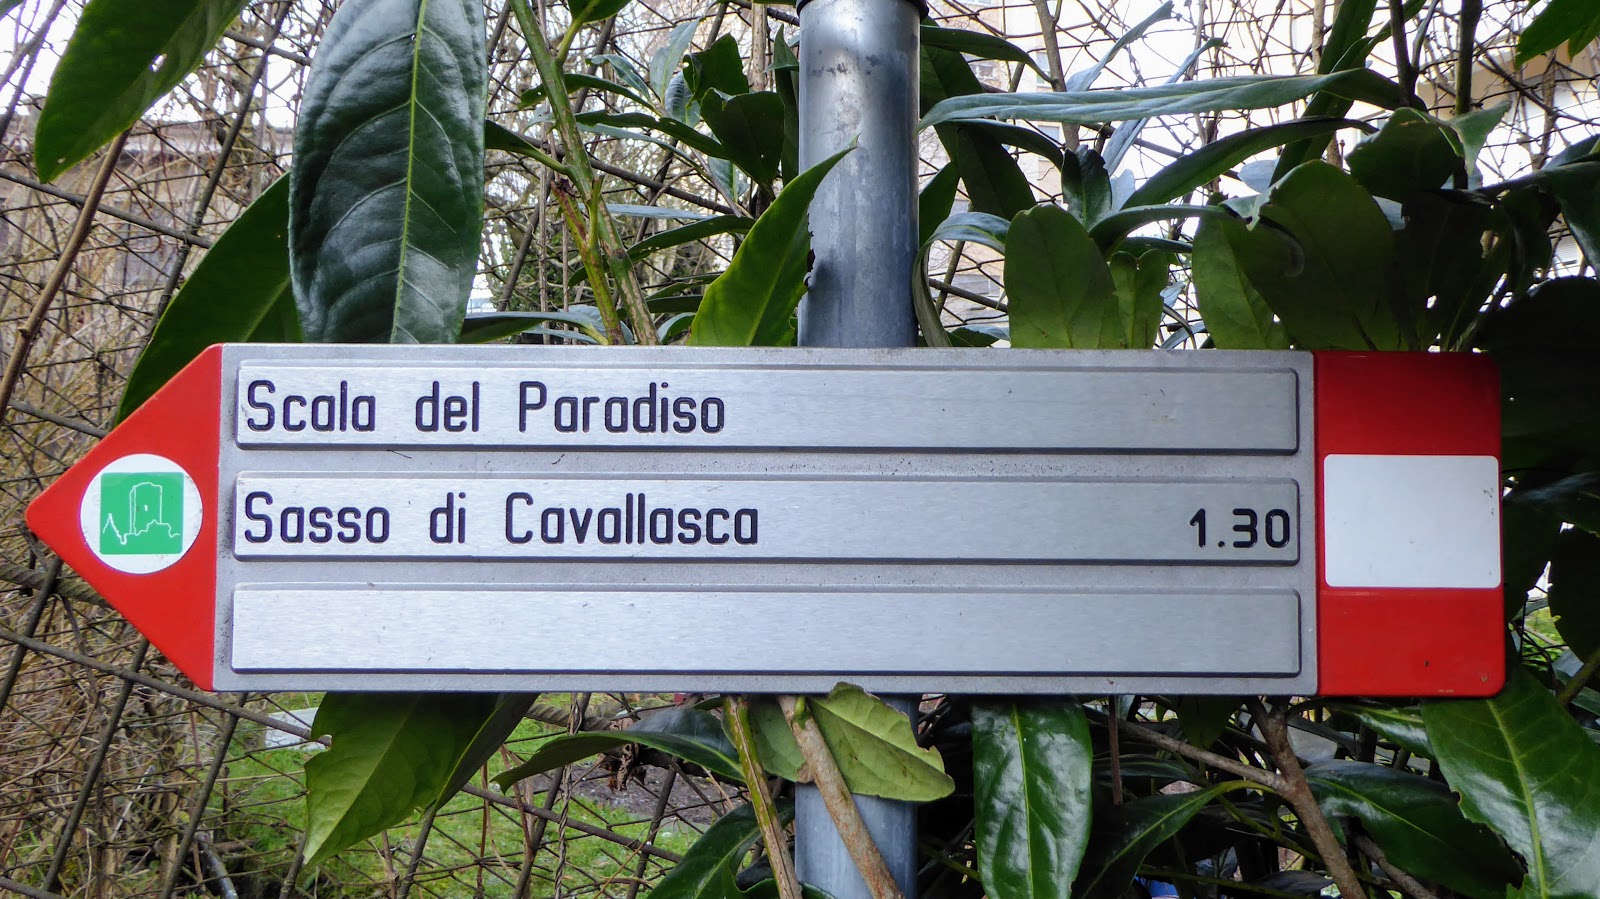 Scala del Paradiso
Sasso di Cavallasca 1.30